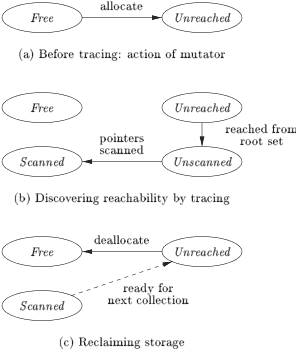 allocate
Free Unreached
(a) Before tracing: action of mutator
Free Unreached
pointers reached from
scanned root set
Scanned Unscanned
(b) Discovering reachability by tracing
deallocate
Free Unreached
ready for
Scanned next collection
(c) Reclaiming storage